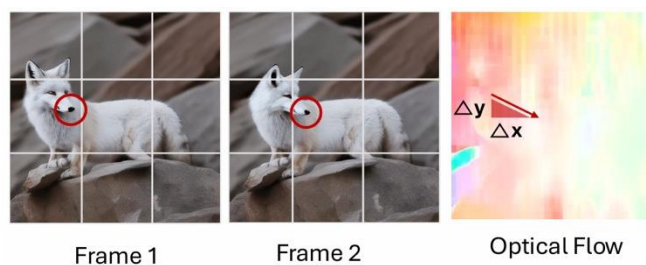 △y
△x
Frame 1
Frame 2
Optical Flow